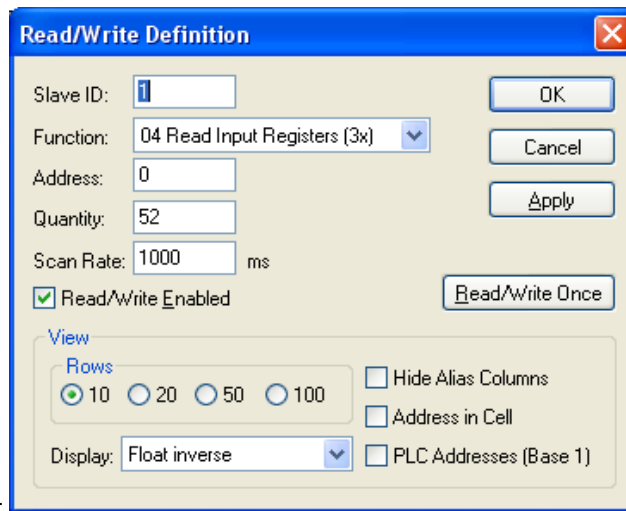 Read/Write Definition
Slave ID: 1
OK
Function: 04 Read Input Registers (3x)
Cancel
Address: 0
Apply
Quantity: 52
Scan Rate: 1000 ms
Read/Write Enabled
Read/Write Once
View
Rows
10 20 50 100
Hide Alias Columns
Address in Cell
Display: Float inverse
PLC Addresses (Base 1)